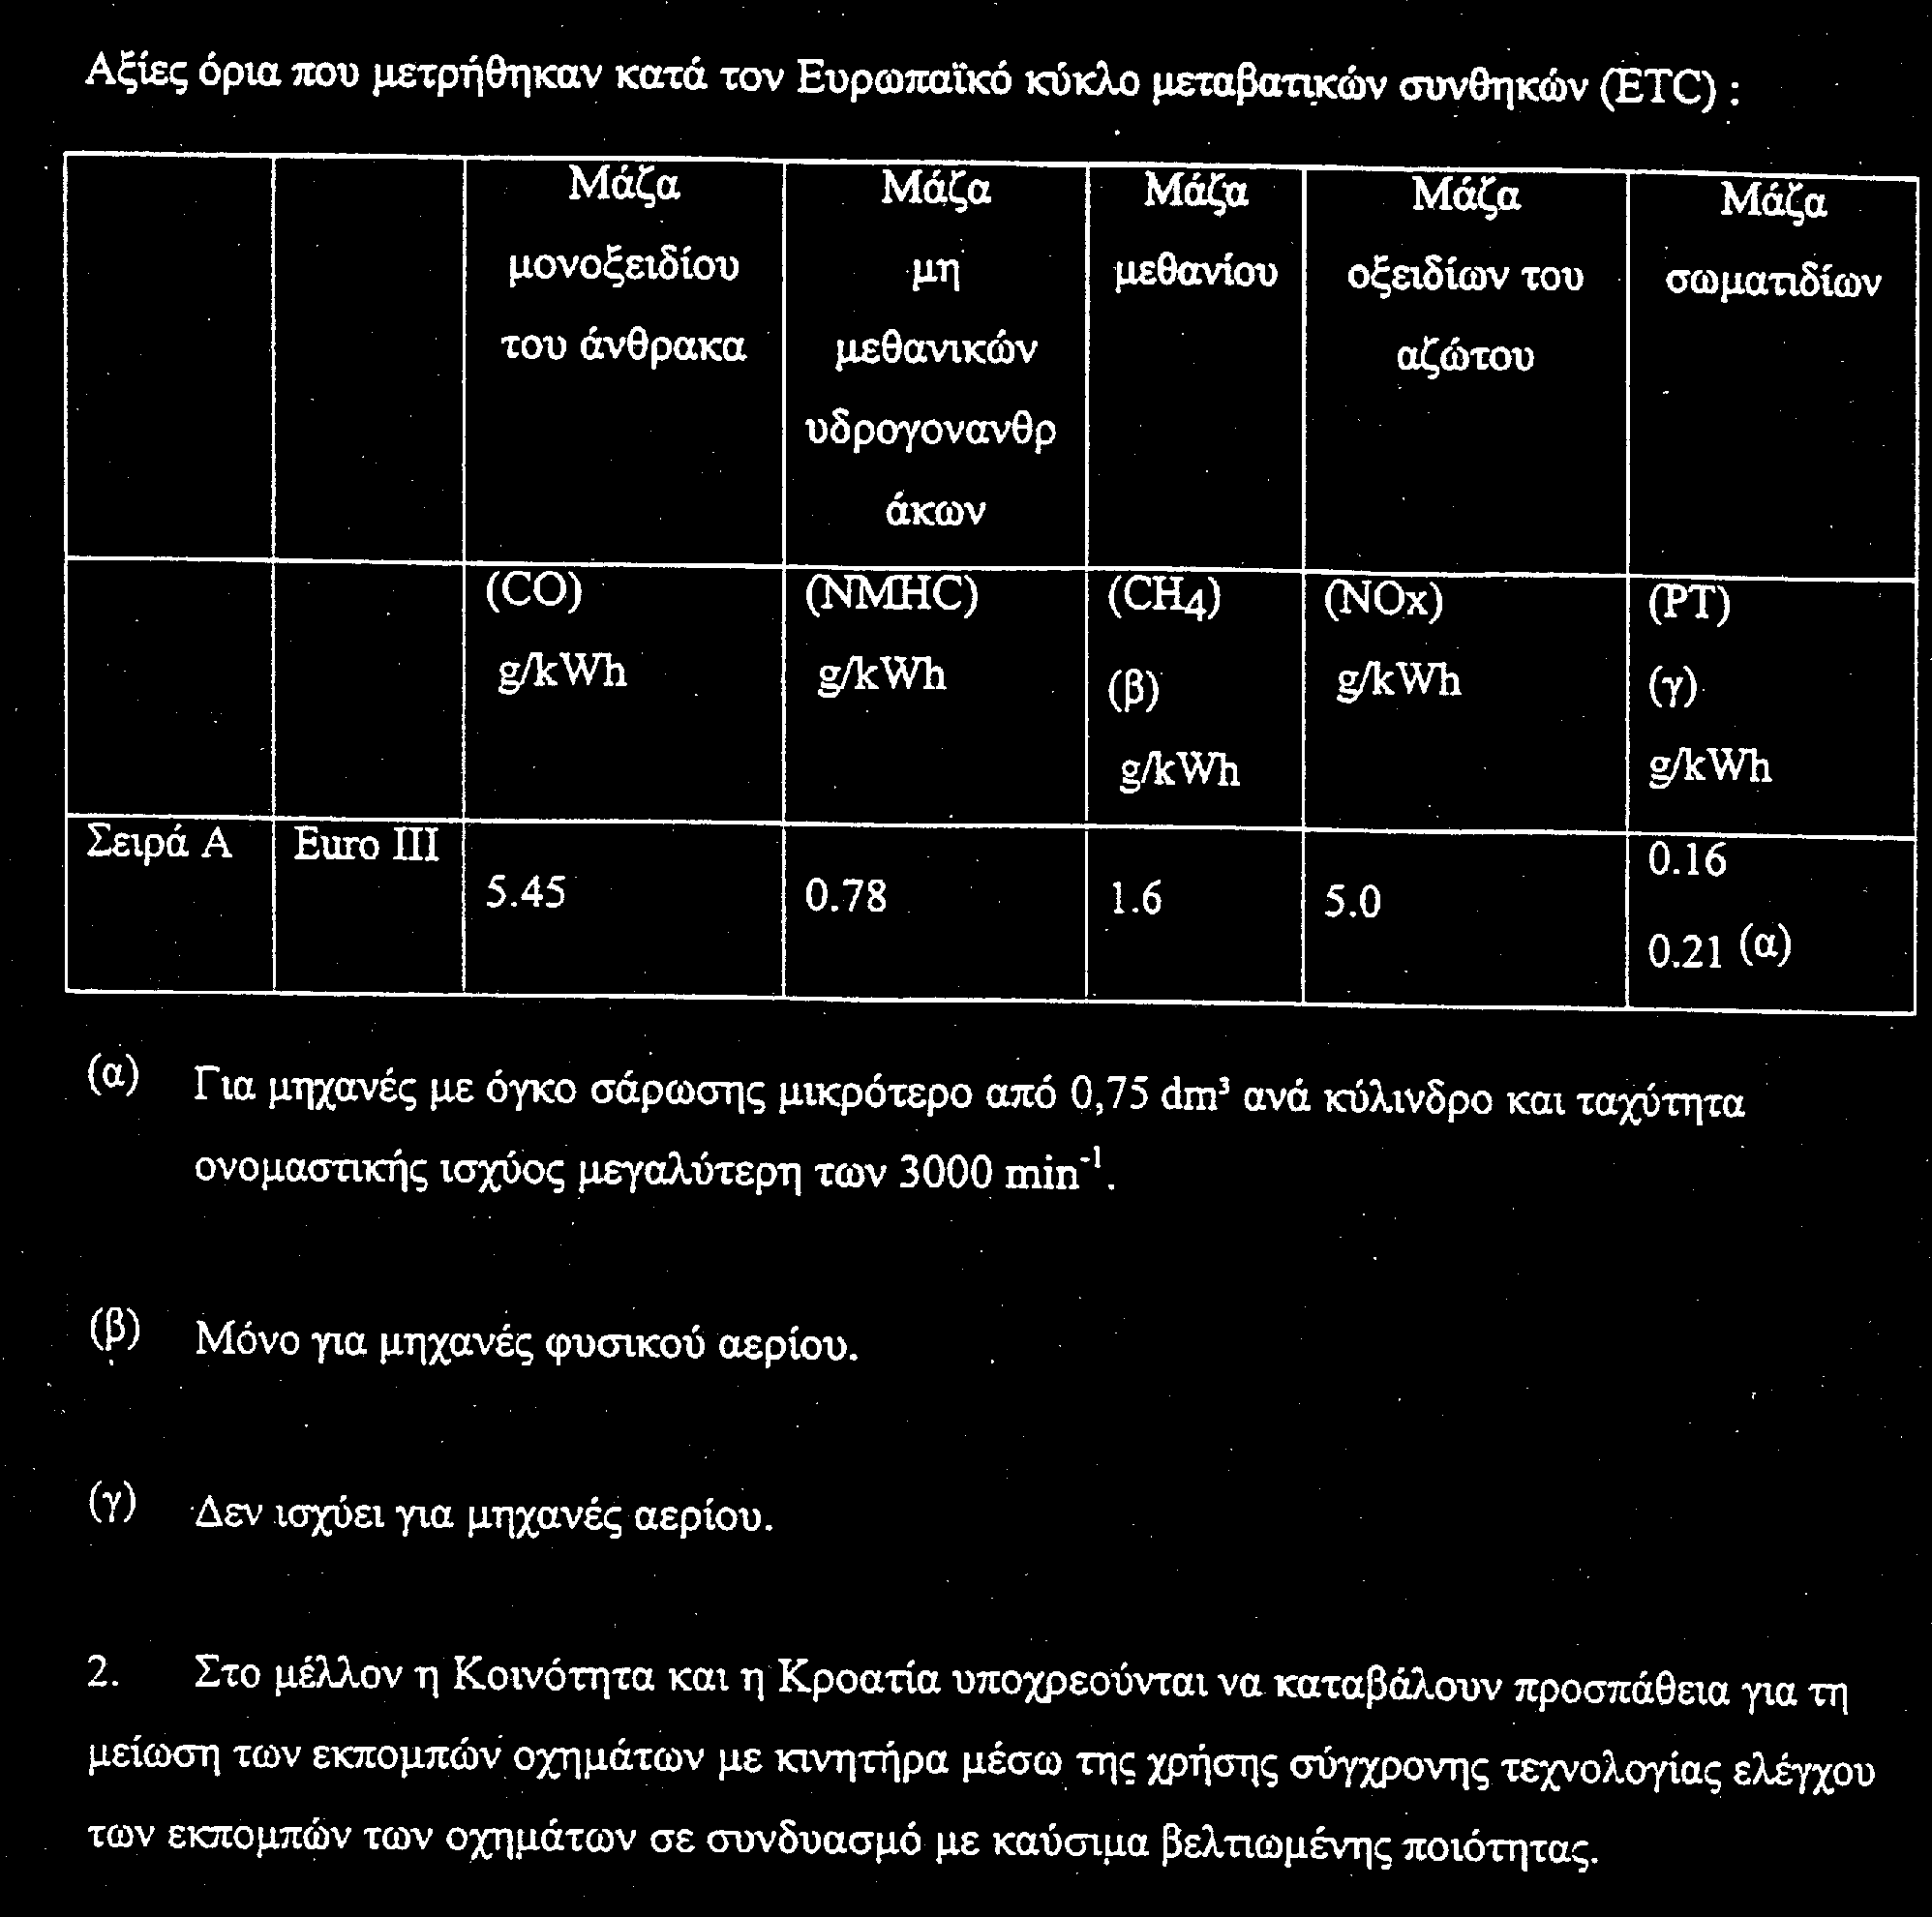 Αξίες όρια που μετρήθηκαν κατά τον Ευρωπαϊκό κύκλο μεταβατικών συνθηκών (ETC) :
Μάζα
μονοξειδίου
του άνθρακα
Μάζα
μη
μεθανικών
υδρογονανθρ
άκων
Μάζα
μεθανίου
Μάζα
οξειδίων του
αζώτου
Μάζα
σωματιδίων
(CO)
g/kWh
(NMHC)
g/kWh
(CH4)
(β)
g/kWh
(NOx)
g/kWh
(PT)
(γ)
g/kWh
Σειρά Α
Euro III
5.45
0.78
1.6
5.0
0.16
0.21 (α)
(α) Για μηχανές με όγκο σάρωσης μικρότερο από 0,75 dm³ ανά κύλινδρο και ταχύτητα
ονομαστικής ισχύος μεγαλύτερη των 3000 min⁻¹.
(β) Μόνο για μηχανές φυσικού αερίου.
(γ) Δεν ισχύει για μηχανές αερίου.
2. Στο μέλλον η Κοινότητα και η Κροατία υποχρεούνται να καταβάλουν προσπάθεια για τη
μείωση των εκπομπών οχημάτων με κινητήρα μέσω της χρήσης σύγχρονης τεχνολογίας ελέγχου
των εκπομπών των οχημάτων σε συνδυασμό με καύσιμα βελτιωμένης ποιότητας.